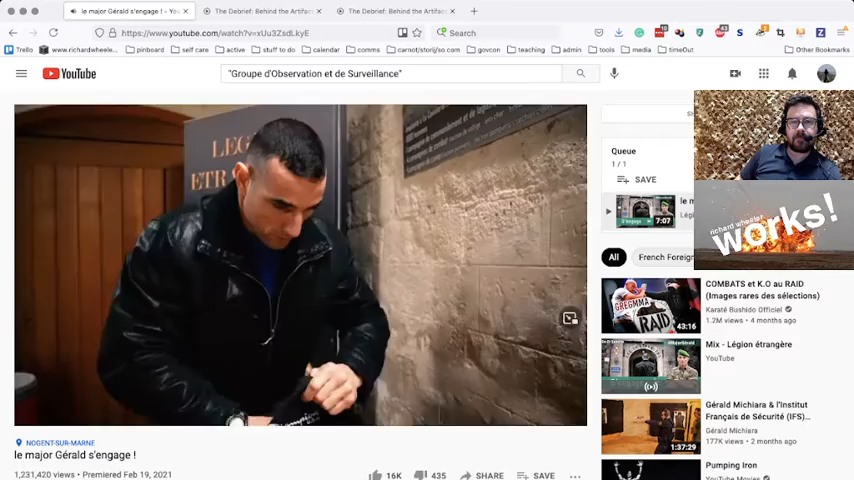 le major Gérald s'engage ! - You
The Debrief: Behind the Artifac
The Debrief: Behind the Artifac
https://www.youtube.com/watch?v=xUu3ZsdLkyE
Search
Trello
www.richardwheele
pinboard
self care
active
stuff to do
calendar
comms
carnot/storij/so com
govcon
teaching
admin
tools
media
timeOut
Other Bookmarks
YouTube
"Groupe d'Observation et de Surveillance"
LEG
ETRA
Queue
1 / 1
SAVE
le m
Légi
7:07
richard wheeler
works!
All
French Foreig
COMBATS et K.O au RAID
(Images rares des sélections)
Karaté Bushido Officiel
1.2M views • 4 months ago
GREGMMA
RAID
43:16
Mix - Légion étrangère
YouTube
Gérald Michiara & l'Institut
Français de Sécurité (IFS)...
Gérald Michiara
177K views • 2 months ago
1:37:29
Pumping Iron
YouTube Movies
NOGENT-SUR-MARNE
le major Gérald s'engage !
1,231,420 views • Premiered Feb 19, 2021
16K
435
SHARE
SAVE